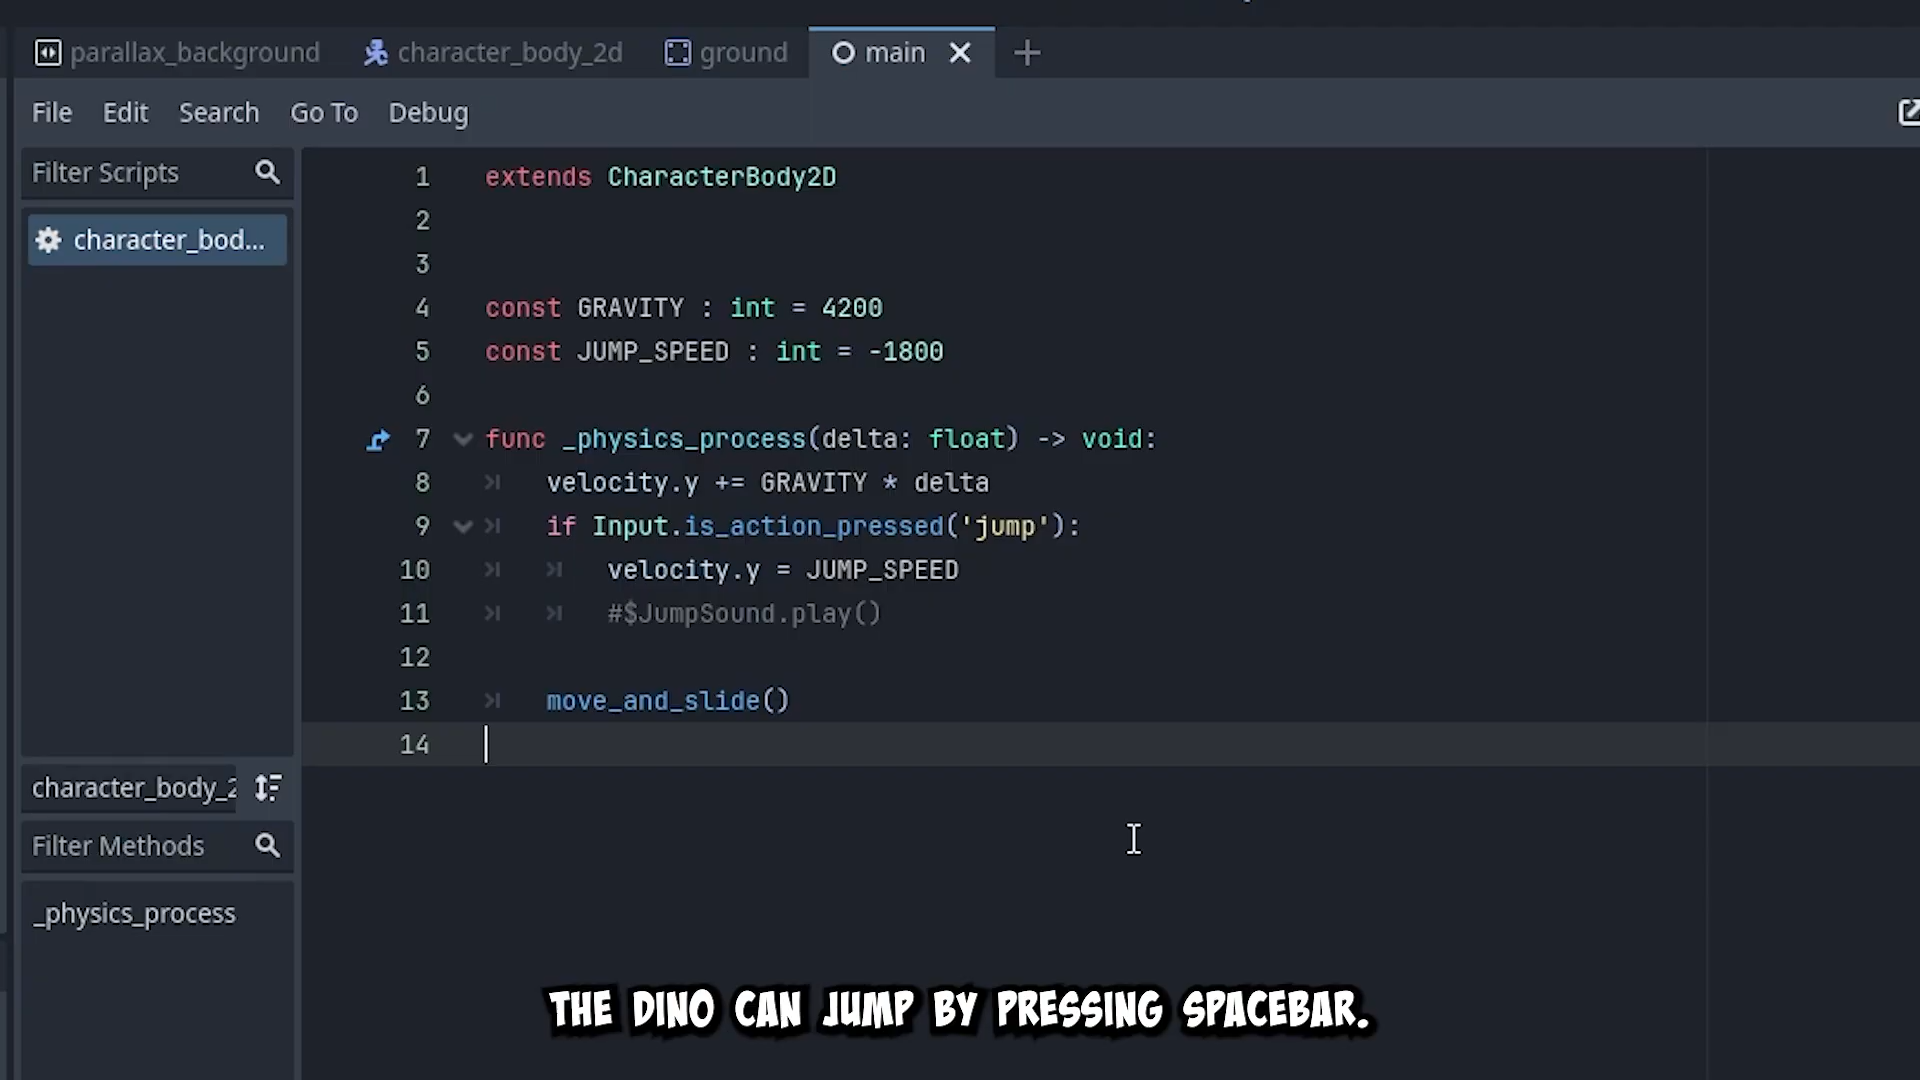 parallax_background character_body_2d ground main
File Edit Search Go To Debug
Filter Scripts
character_bod...
1 extends CharacterBody2D
2
3
4 const GRAVITY : int = 4200
5 const JUMP_SPEED : int = -1800
6
7 func _physics_process(delta: float) -> void:
8 velocity.y += GRAVITY * delta
9 if Input.is_action_pressed('jump'):
10 velocity.y = JUMP_SPEED
11 #$JumpSound.play()
12
13 move_and_slide()
14
character_body_2
Filter Methods
_physics_process
THE DINO CAN JUMP BY PRESSING SPACEBAR.